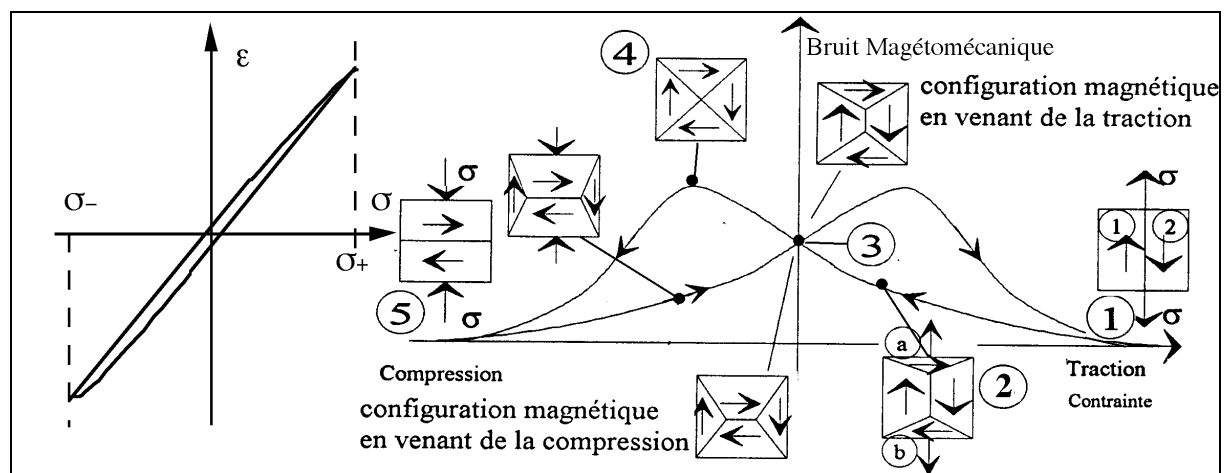 ε
σ–
σ
σ+
4
Bruit Magétomécanique
configuration magnétique
en venant de la traction
σ
3
σ
1 2
5
σ
1
σ
a
2
b
Compression
configuration magnétique
en venant de la compression
Traction
Contrainte